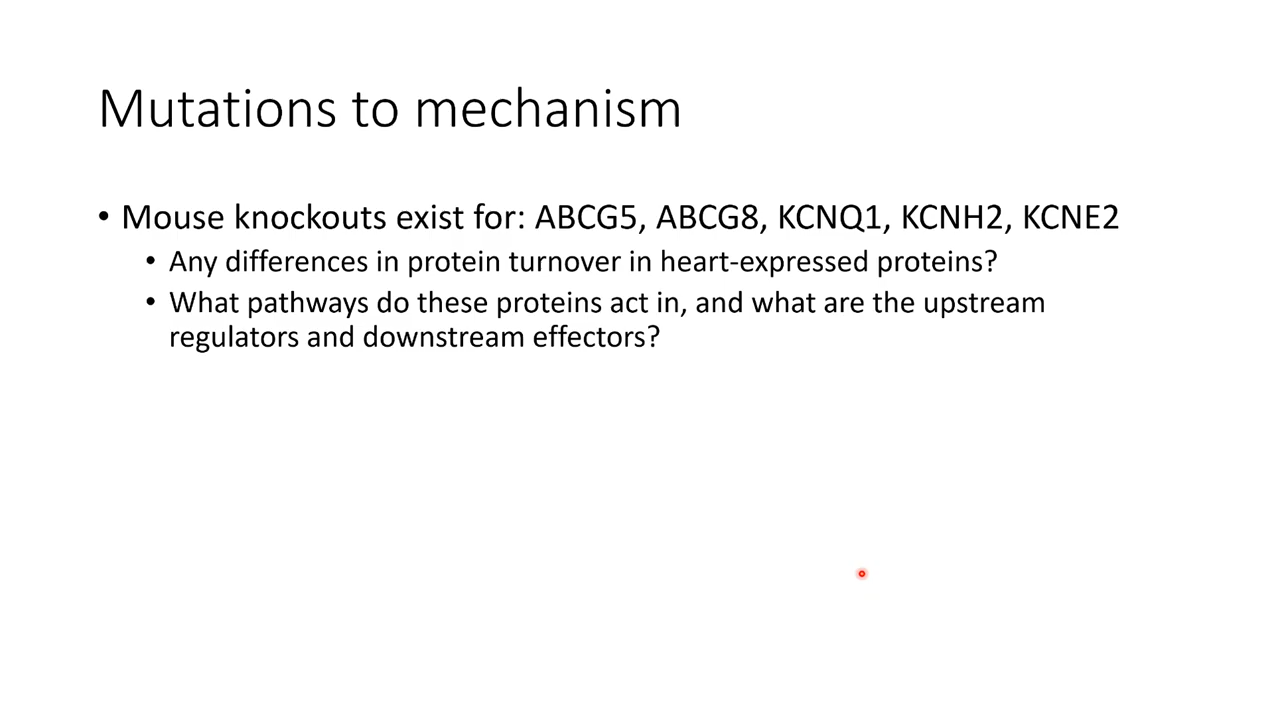 Mutations to mechanism
• Mouse knockouts exist for: ABCG5, ABCG8, KCNQ1, KCNH2, KCNE2
• Any differences in protein turnover in heart-expressed proteins?
• What pathways do these proteins act in, and what are the upstream
regulators and downstream effectors?